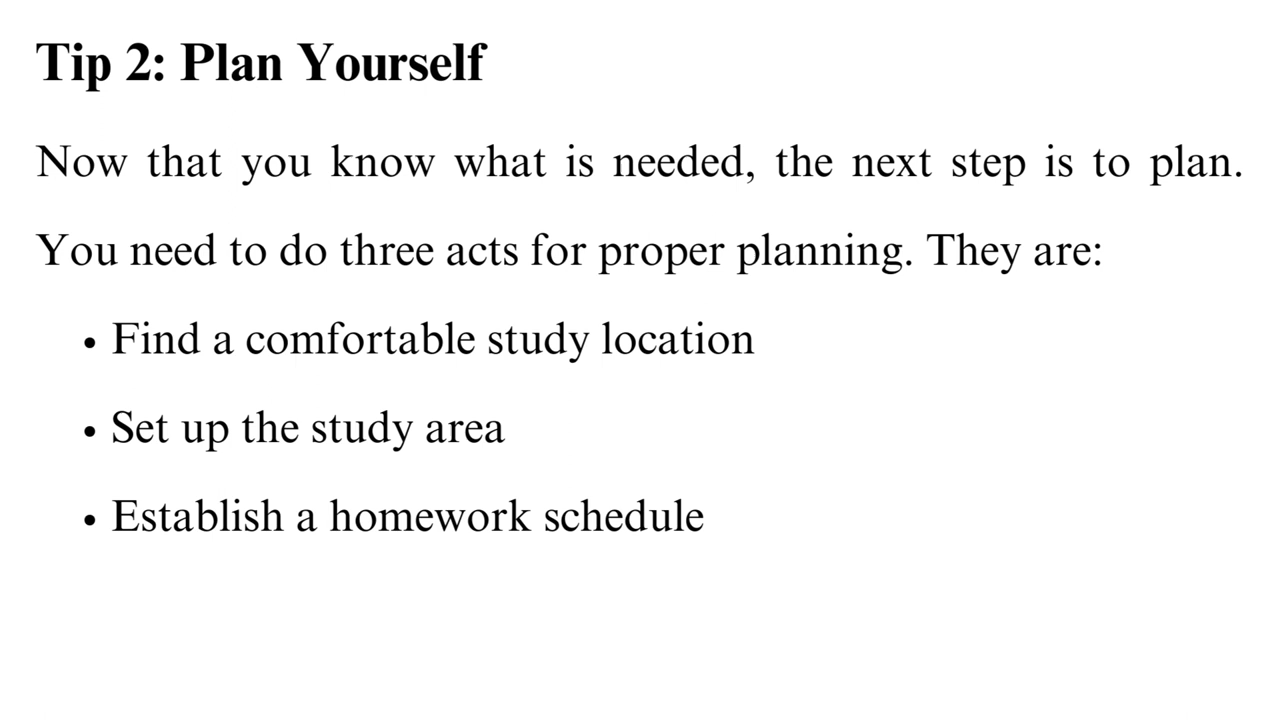 Tip 2: Plan Yourself
Now that you know what is needed, the next step is to plan.
You need to do three acts for proper planning. They are:
• Find a comfortable study location
• Set up the study area
• Establish a homework schedule